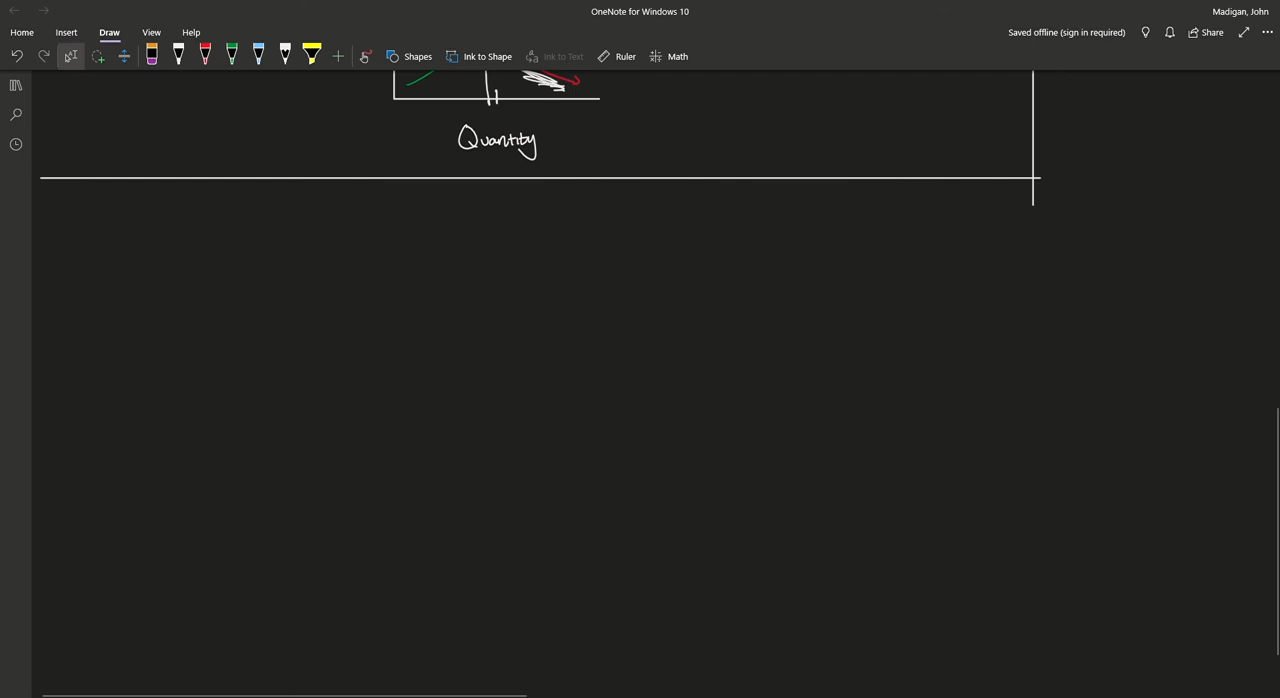 OneNote for Windows 10
Madigan, John
Home Insert Draw View Help
Saved offline (sign in required) Share
Shapes Ink to Shape Ink to Text Ruler Math
Quantity